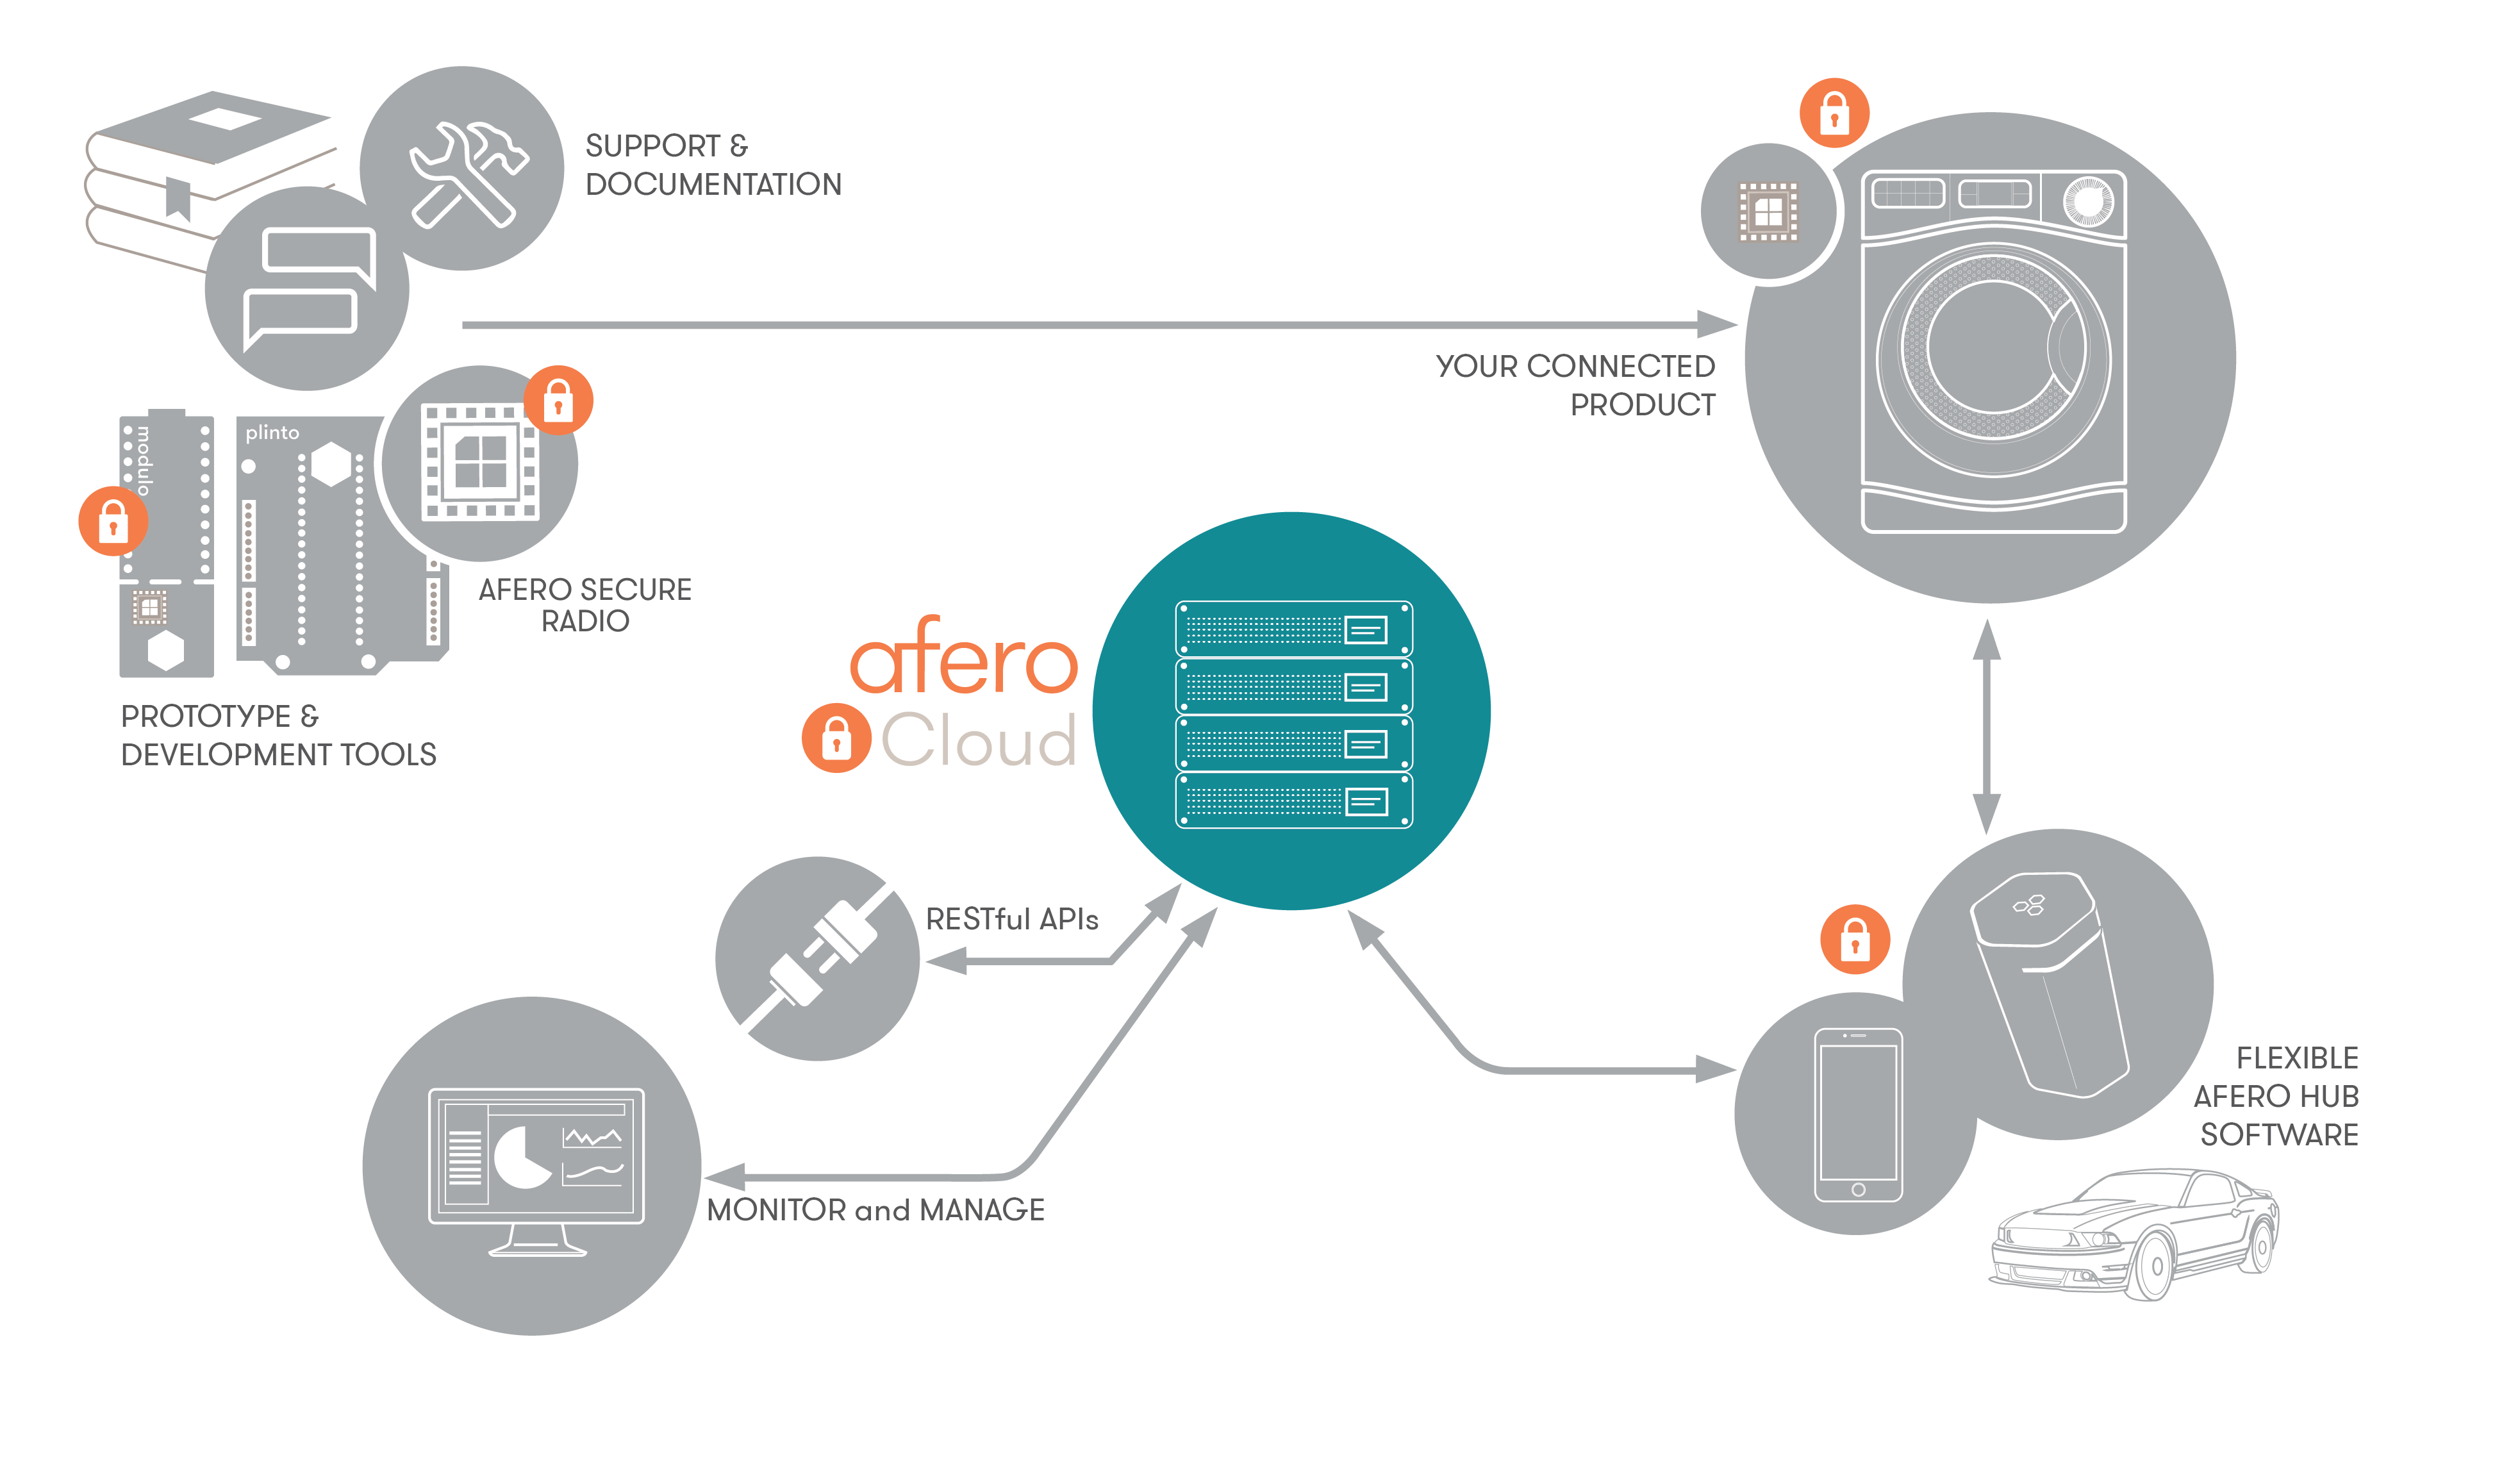 SUPPORT &
DOCUMENTATION
YOUR CONNECTED
PRODUCT
modulo
plinto
AFERO SECURE
RADIO
PROTOTYPE &
DEVELOPMENT TOOLS
afero
Cloud
RESTful APIs
MONITOR and MANAGE
FLEXIBLE
AFERO HUB
SOFTWARE